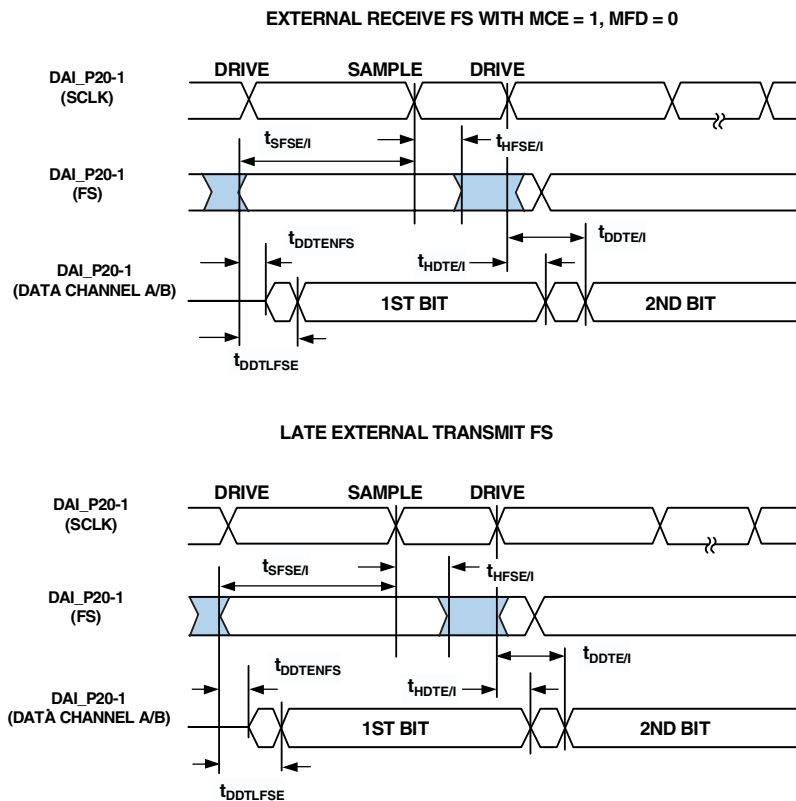 EXTERNAL RECEIVE FS WITH MCE = 1, MFD = 0
DAI_P20-1
(SCLK)
DRIVE SAMPLE DRIVE
tSFSE/I
tHFSE/I
DAI_P20-1
(FS)
tDDTENFS
tDDTE/I
tHDTE/I
DAI_P20-1
(DATA CHANNEL A/B)
1ST BIT
2ND BIT
tDDTLFSE
LATE EXTERNAL TRANSMIT FS
DAI_P20-1
(SCLK)
DRIVE SAMPLE DRIVE
tSFSE/I
tHFSE/I
DAI_P20-1
(FS)
tDDTENFS
tDDTE/I
tHDTE/I
DAI_P20-1
(DATA CHANNEL A/B)
1ST BIT
2ND BIT
tDDTLFSE